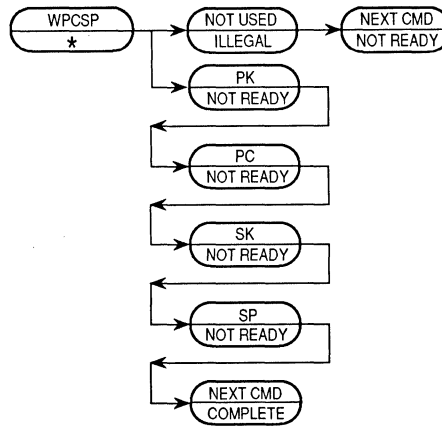 WPCSP
*
NOT USED
ILLEGAL
NEXT CMD
NOT READY
PK
NOT READY
PC
NOT READY
SK
NOT READY
SP
NOT READY
NEXT CMD
COMPLETE